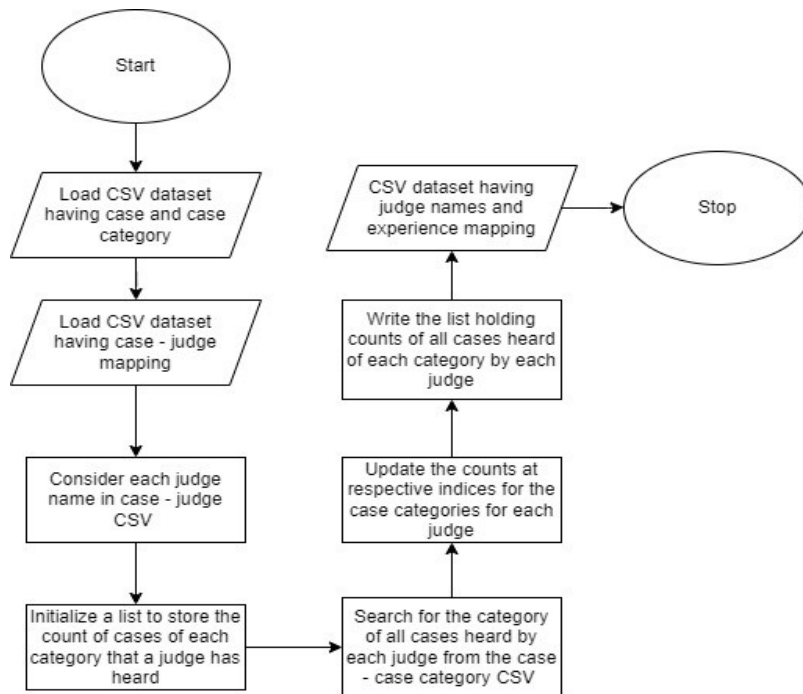 Start
Load CSV dataset
having case and case
category
Load CSV dataset
having case - judge
mapping
Consider each judge
name in case - judge
CSV
Initialize a list to store the
count of cases of each
category that a judge has
heard
Search for the category
of all cases heard by
each judge from the case
- case category CSV
Update the counts at
respective indices for the
case categories for each
judge
Write the list holding
counts of all cases heard
of each category by each
judge
CSV dataset having
judge names and
experience mapping
Stop